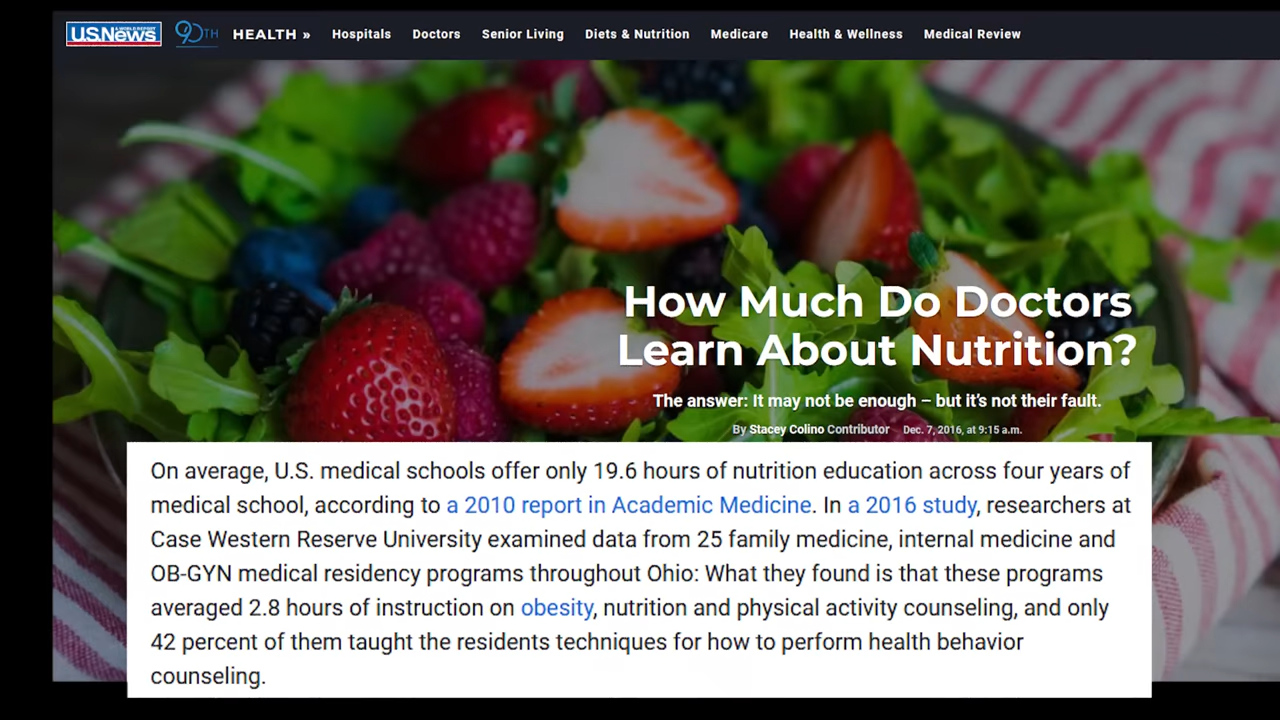 U.S.News
A WORLD REPORT
90TH
HEALTH » Hospitals Doctors Senior Living Diets & Nutrition Medicare Health & Wellness Medical Review
How Much Do Doctors
Learn About Nutrition?
The answer: It may not be enough – but it's not their fault.
By Stacey Colino Contributor Dec. 7, 2016, at 9:15 a.m.
On average, U.S. medical schools offer only 19.6 hours of nutrition education across four years of
medical school, according to a 2010 report in Academic Medicine. In a 2016 study, researchers at
Case Western Reserve University examined data from 25 family medicine, internal medicine and
OB-GYN medical residency programs throughout Ohio: What they found is that these programs
averaged 2.8 hours of instruction on obesity, nutrition and physical activity counseling, and only
42 percent of them taught the residents techniques for how to perform health behavior
counseling.